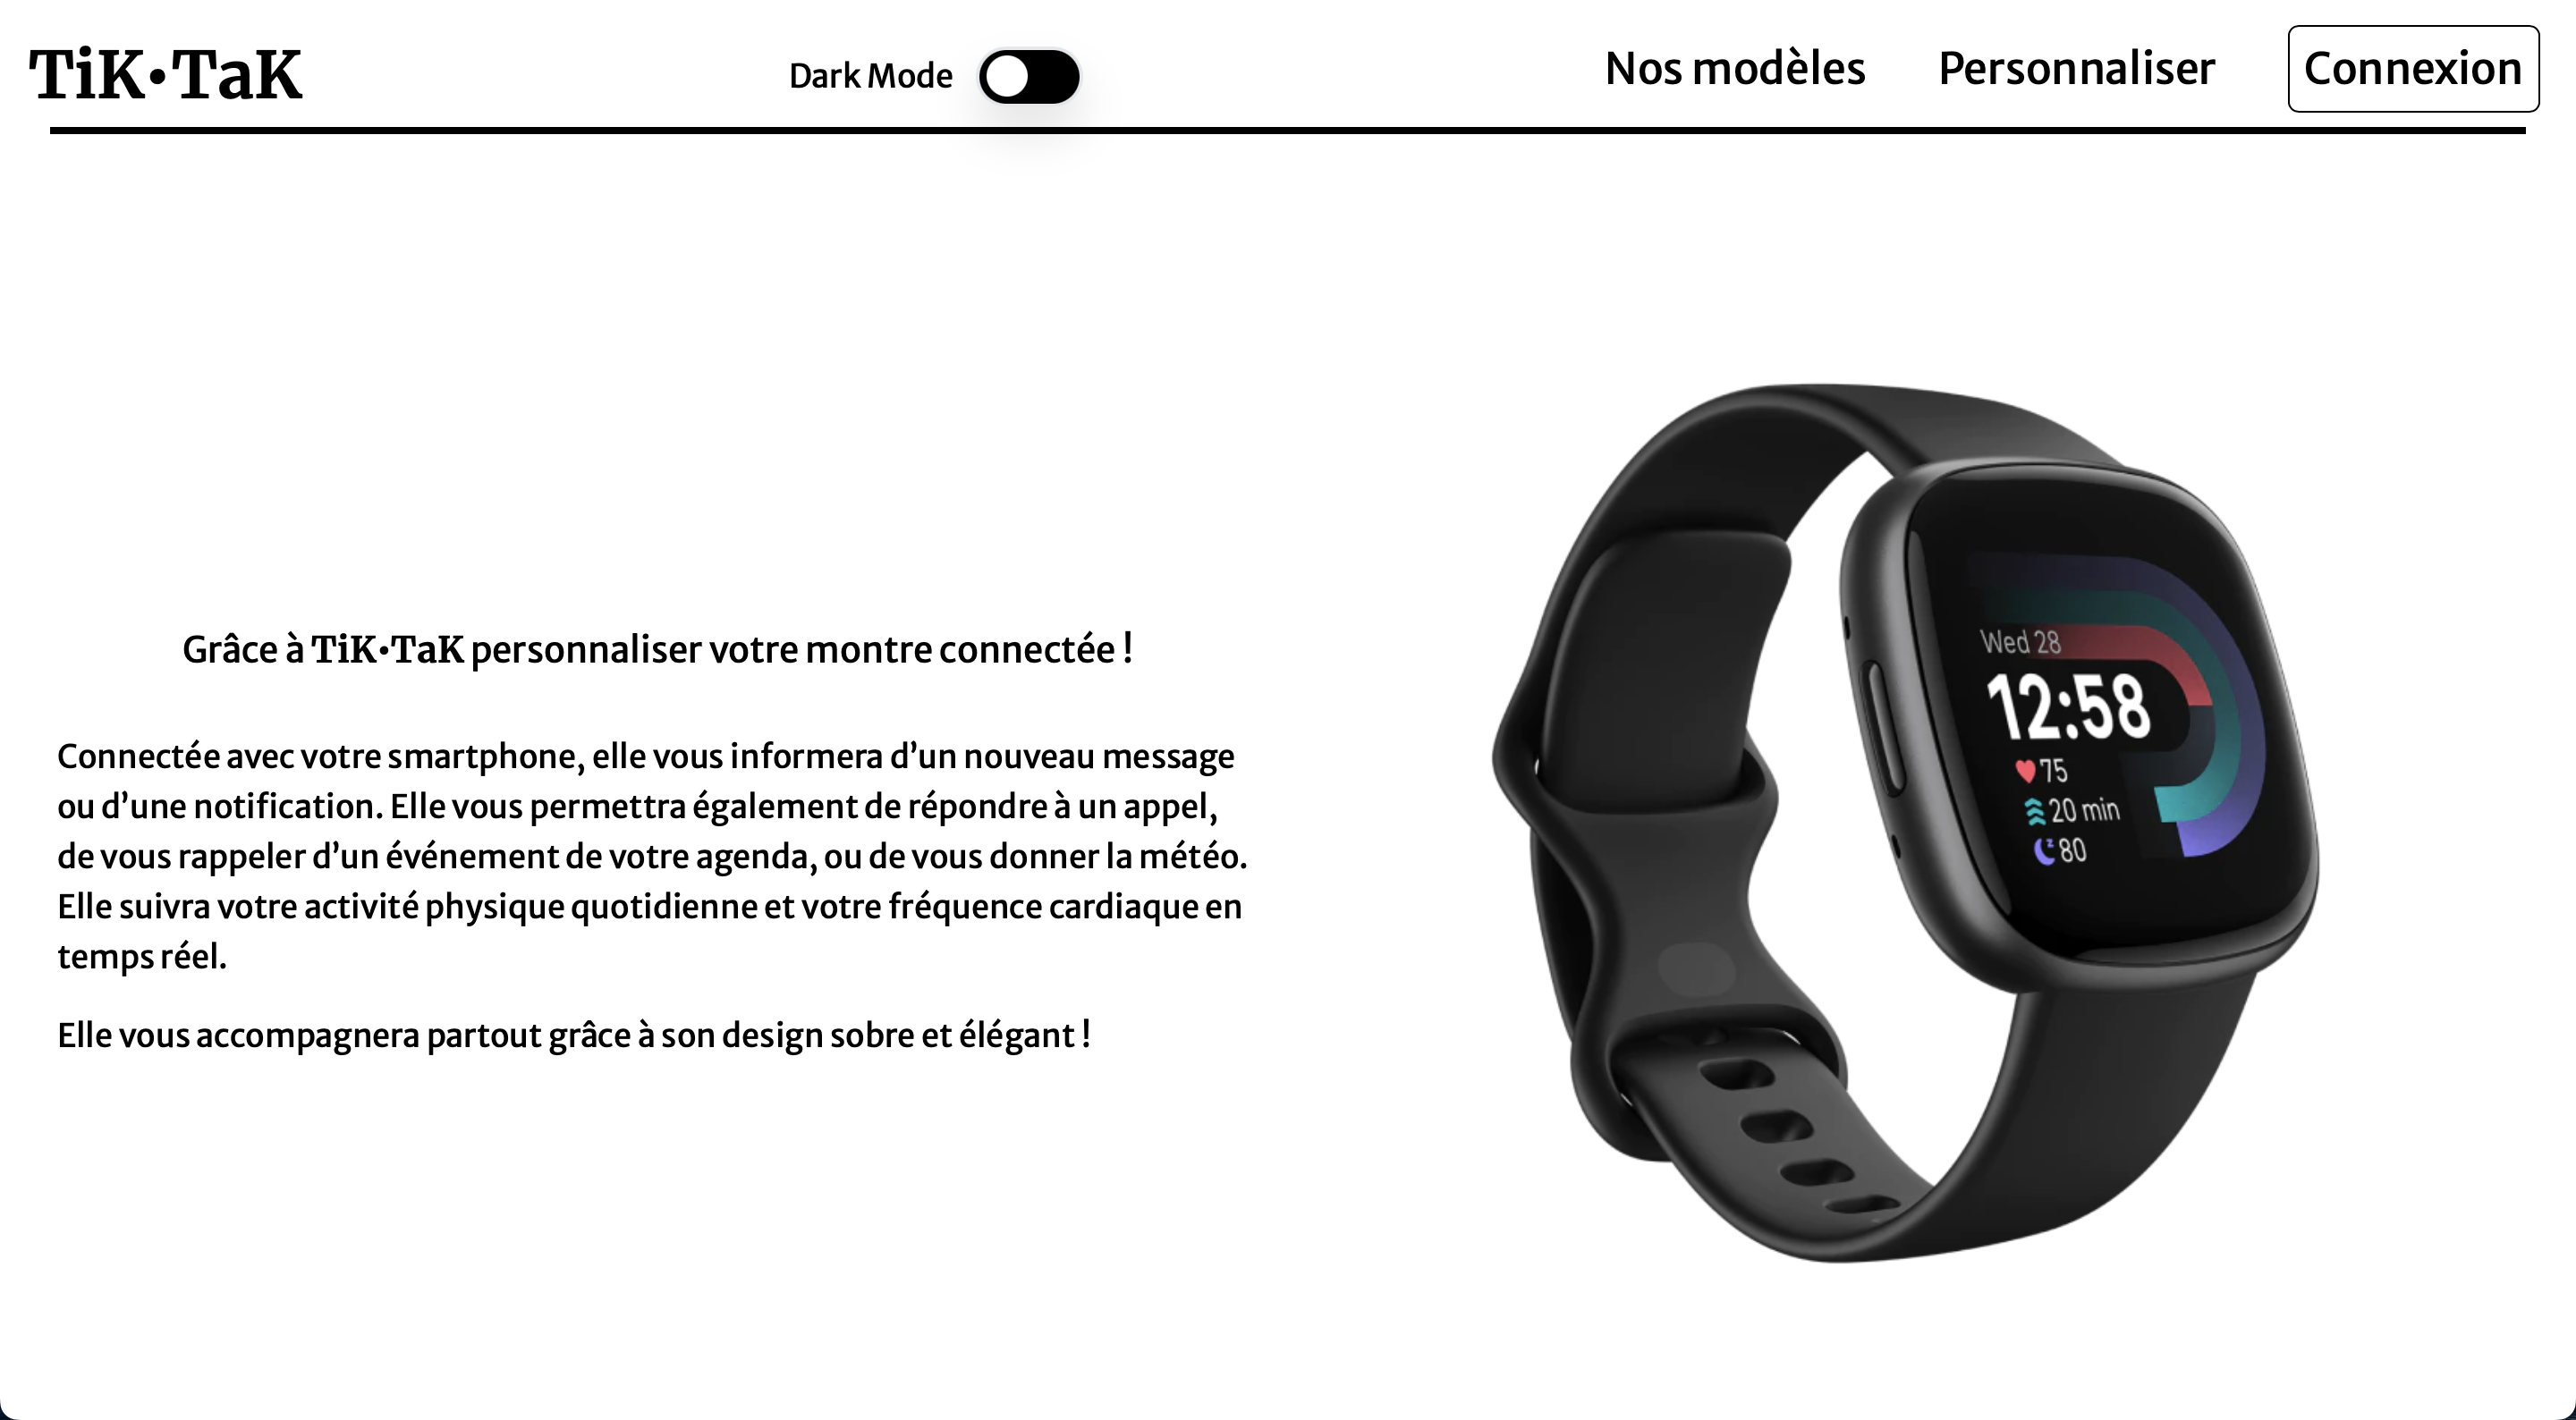 TiK•TaK
Dark Mode
Nos modèles
Personnaliser
Connexion
Grâce à TiK•TaK personnaliser votre montre connectée !
Connectée avec votre smartphone, elle vous informera d’un nouveau message
ou d’une notification. Elle vous permettra également de répondre à un appel,
de vous rappeler d’un événement de votre agenda, ou de vous donner la météo.
Elle suivra votre activité physique quotidienne et votre fréquence cardiaque en
temps réel.
Elle vous accompagnera partout grâce à son design sobre et élégant !
Wed 28
12:58
75
20 min
80